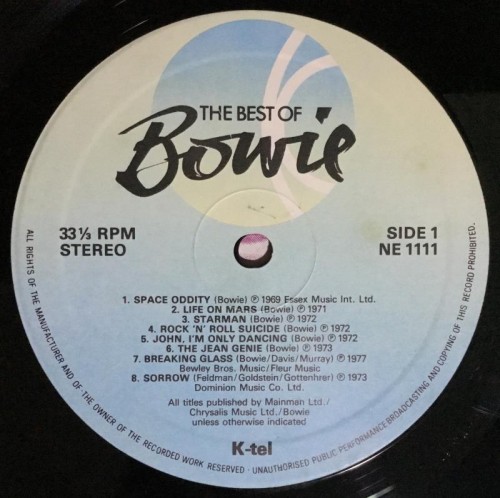 THE BEST OF
Bowie
33⅓ RPM
STEREO
SIDE 1
NE 1111
1. SPACE ODDITY (Bowie) ℗ 1969 Essex Music Int. Ltd.
2. LIFE ON MARS (Bowie) ℗ 1971
3. STARMAN (Bowie) ℗ 1972
4. ROCK 'N' ROLL SUICIDE (Bowie) ℗ 1972
5. JOHN, I'M ONLY DANCING (Bowie) ℗ 1972
6. THE JEAN GENIE (Bowie) ℗ 1973
7. BREAKING GLASS (Bowie/Davis/Murray) ℗ 1977
Bewley Bros. Music/Fleur Music
8. SORROW (Feldman/Goldstein/Gottenhrer) ℗ 1973
Dominion Music Co. Ltd.
All titles published by Mainman Ltd./
Chrysalis Music Ltd./Bowie
unless otherwise indicated
K-tel
ALL RIGHTS OF THE MANUFACTURER AND OF THE OWNER OF THE RECORDED WORK RESERVED · UNAUTHORISED PUBLIC PERFORMANCE BROADCASTING AND COPYING OF THIS RECORD PROHIBITED.